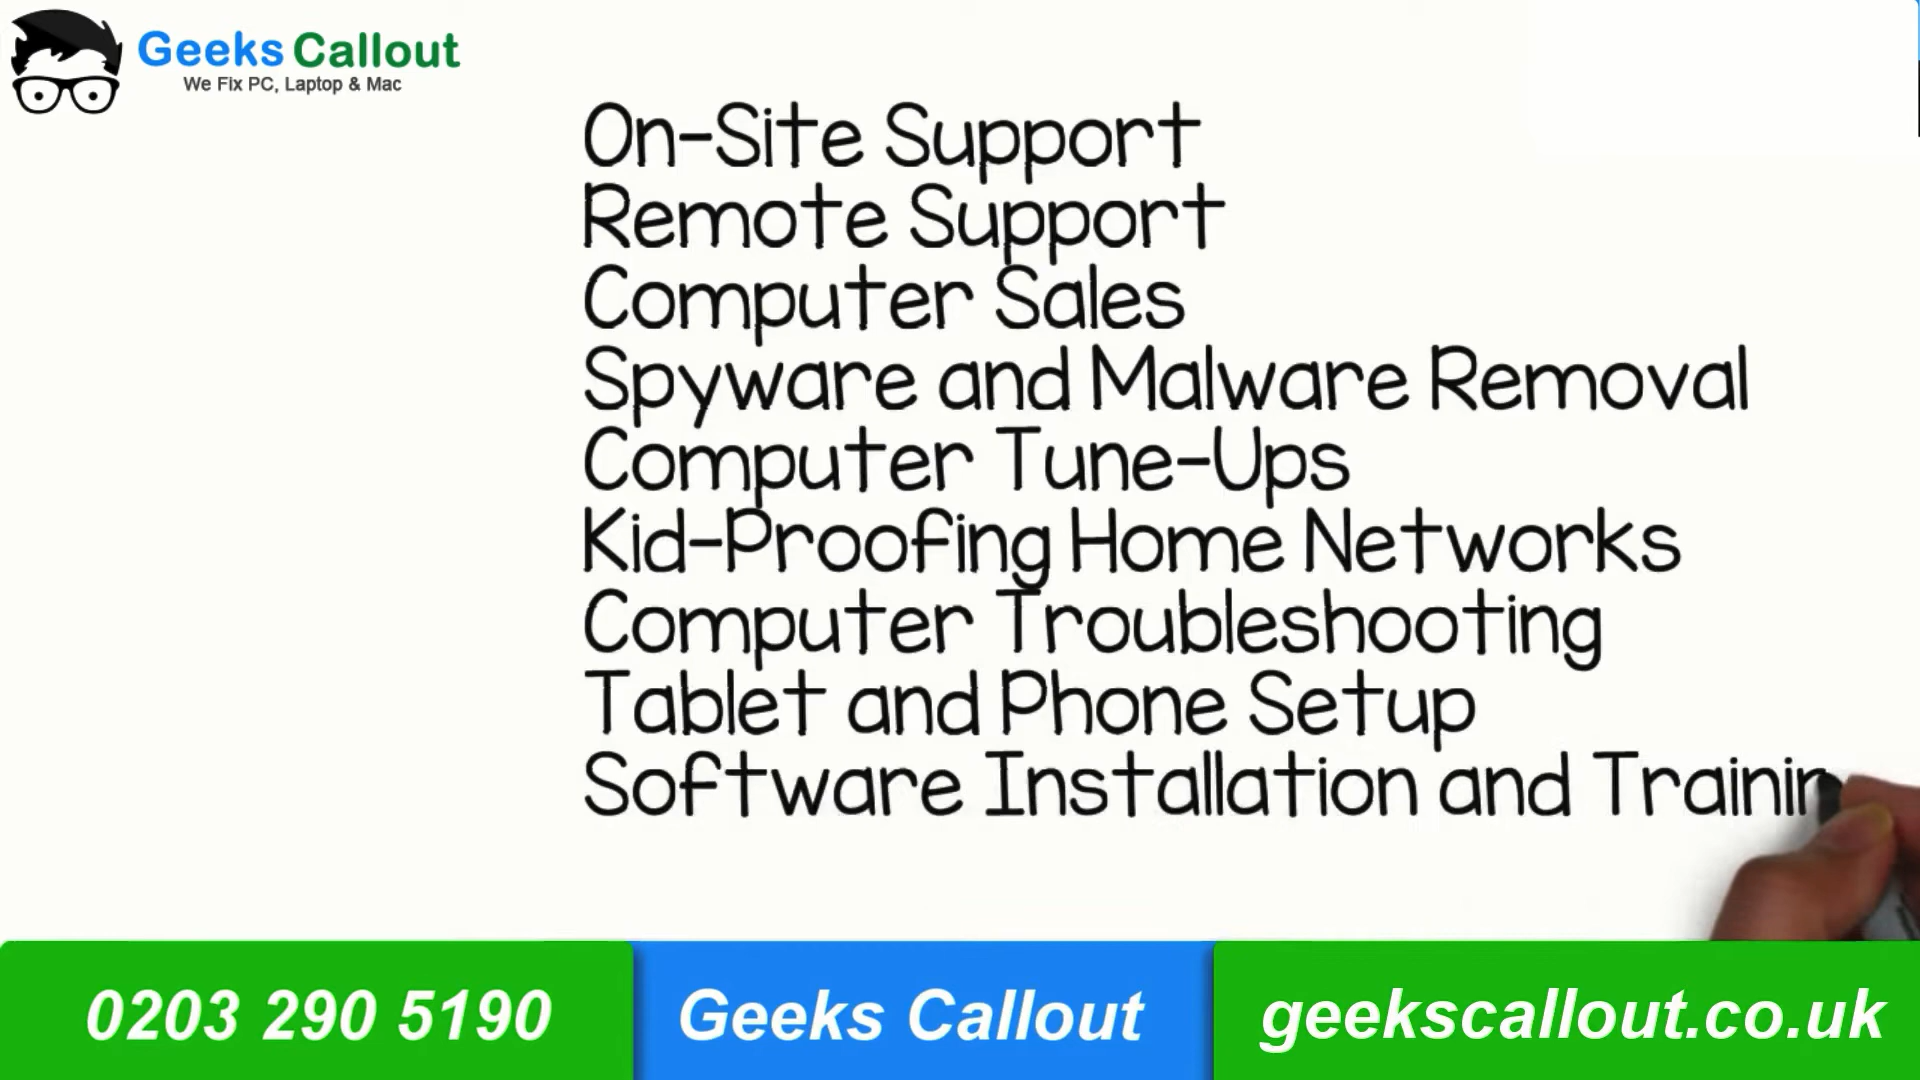 Geeks Callout
We Fix PC, Laptop & Mac
On-Site Support
Remote Support
Computer Sales
Spyware and Malware Removal
Computer Tune-Ups
Kid-Proofing Home Networks
Computer Troubleshooting
Tablet and Phone Setup
Software Installation and Trainin
0203 290 5190
Geeks Callout
geekscallout.co.uk